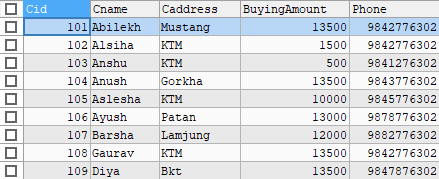 Cid Cname Caddress BuyingAmount Phone
101 Abilekh Mustang 13500 9842776302
102 Alsiha KTM 1500 9842776302
103 Anshu KTM 500 9841276302
104 Anush Gorkha 13500 9843776302
105 Aslesha KTM 10000 9845776302
106 Ayush Patan 13000 9878776302
107 Barsha Lamjung 12000 9882776302
108 Gaurav KTM 13500 9842776302
109 Diya Bkt 13500 9847876302